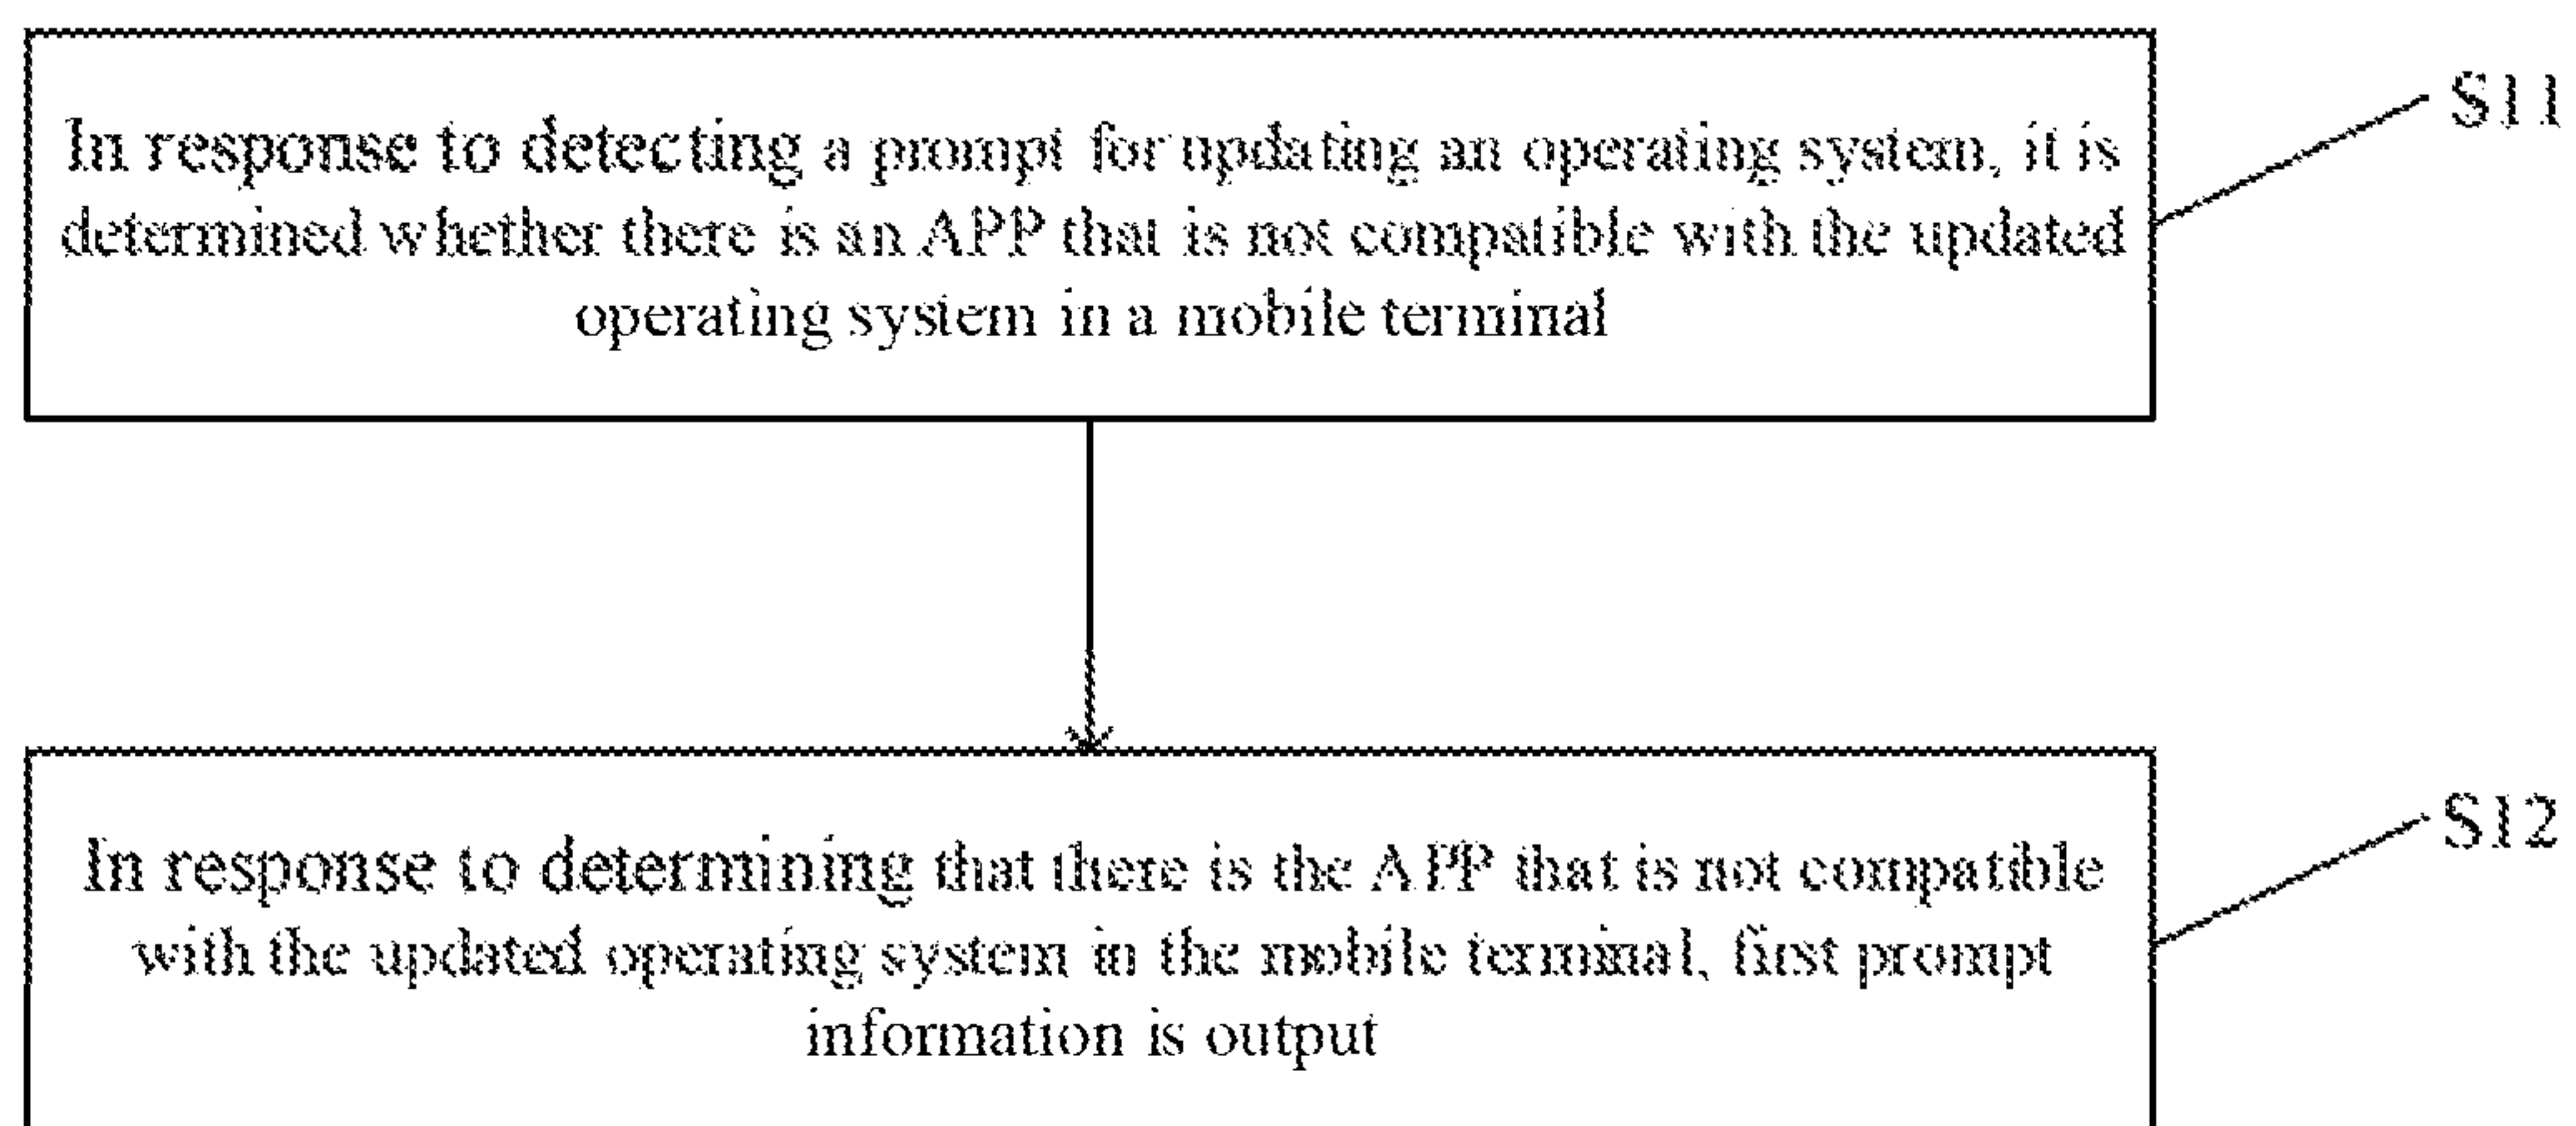 In response to detecting a prompt for updating an operating system, it is
determined whether there is an APP that is not compatible with the updated
operating system in a mobile terminal
S11
In response to determining that there is the APP that is not compatible
with the updated operating system in the mobile terminal, first prompt
information is output
S12